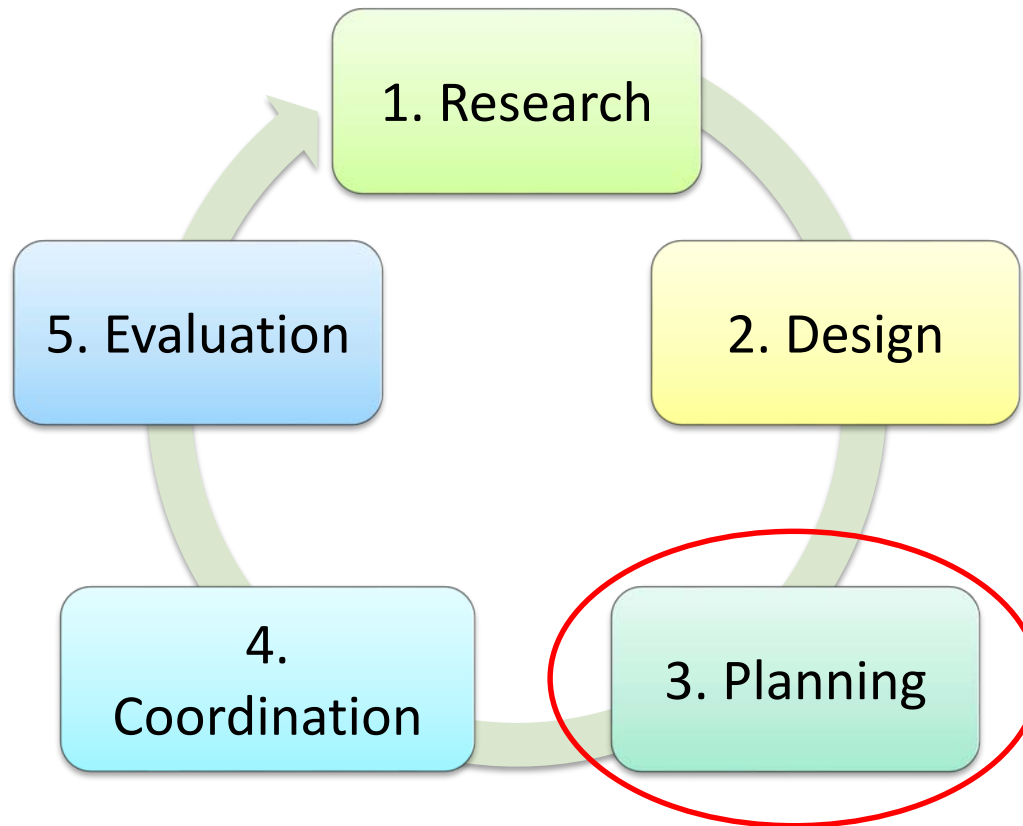 1. Research
2. Design
3. Planning
4.
Coordination
5. Evaluation